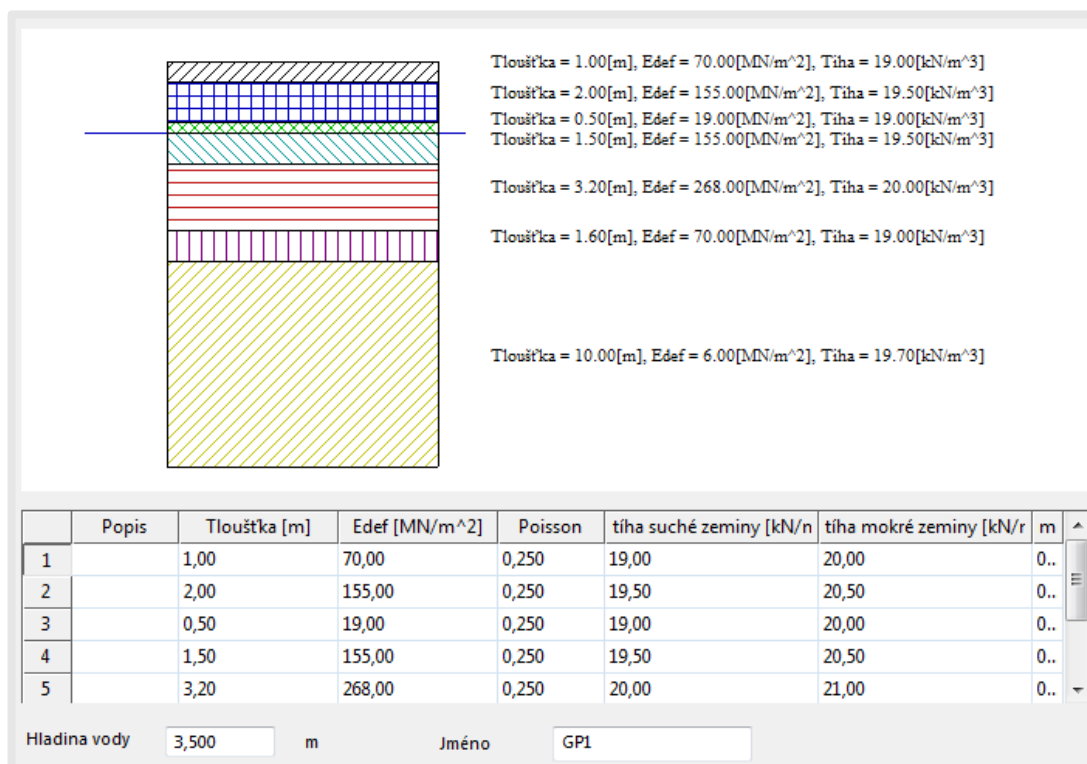 Tloušťka = 1.00[m], Edef = 70.00[MN/m^2], Tíha = 19.00[kN/m^3]
Tloušťka = 2.00[m], Edef = 155.00[MN/m^2], Tíha = 19.50[kN/m^3]
Tloušťka = 0.50[m], Edef = 19.00[MN/m^2], Tíha = 19.00[kN/m^3]
Tloušťka = 1.50[m], Edef = 155.00[MN/m^2], Tíha = 19.50[kN/m^3]
Tloušťka = 3.20[m], Edef = 268.00[MN/m^2], Tíha = 20.00[kN/m^3]
Tloušťka = 1.60[m], Edef = 70.00[MN/m^2], Tíha = 19.00[kN/m^3]
Tloušťka = 10.00[m], Edef = 6.00[MN/m^2], Tíha = 19.70[kN/m^3]
Popis Tloušťka [m] Edef [MN/m^2] Poisson tíha suché zeminy [kN/n tíha mokré zeminy [kN/r m
1 1,00 70,00 0,250 19,00 20,00 0..
2 2,00 155,00 0,250 19,50 20,50 0..
3 0,50 19,00 0,250 19,00 20,00 0..
4 1,50 155,00 0,250 19,50 20,50 0..
5 3,20 268,00 0,250 20,00 21,00 0..
Hladina vody 3,500 m Jméno GP1